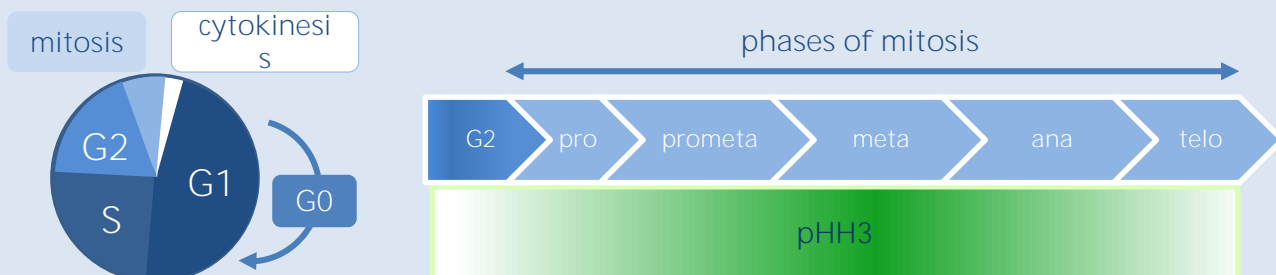 mitosis
cytokinesi
s
G2
G1
S
G0
phases of mitosis
G2
pro
prometa
meta
ana
telo
pHH3